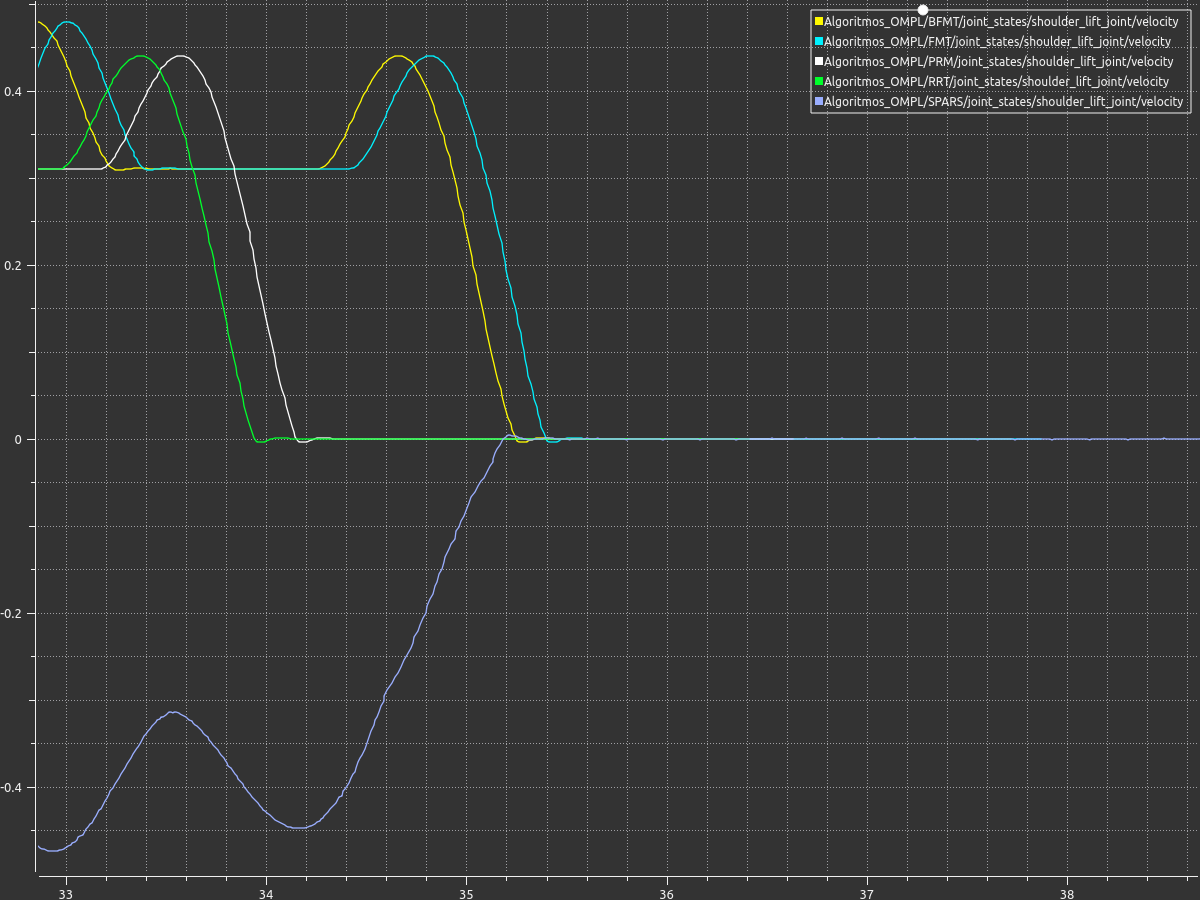 Algoritmos_OMPL/BFMT/joint_states/shoulder_lift_joint/velocity
Algoritmos_OMPL/FMT/joint_states/shoulder_lift_joint/velocity
Algoritmos_OMPL/PRM/joint_states/shoulder_lift_joint/velocity
Algoritmos_OMPL/RRT/joint_states/shoulder_lift_joint/velocity
Algoritmos_OMPL/SPARS/joint_states/shoulder_lift_joint/velocity
0.4
0.2
0
-0.2
-0.4
33 34 35 36 37 38